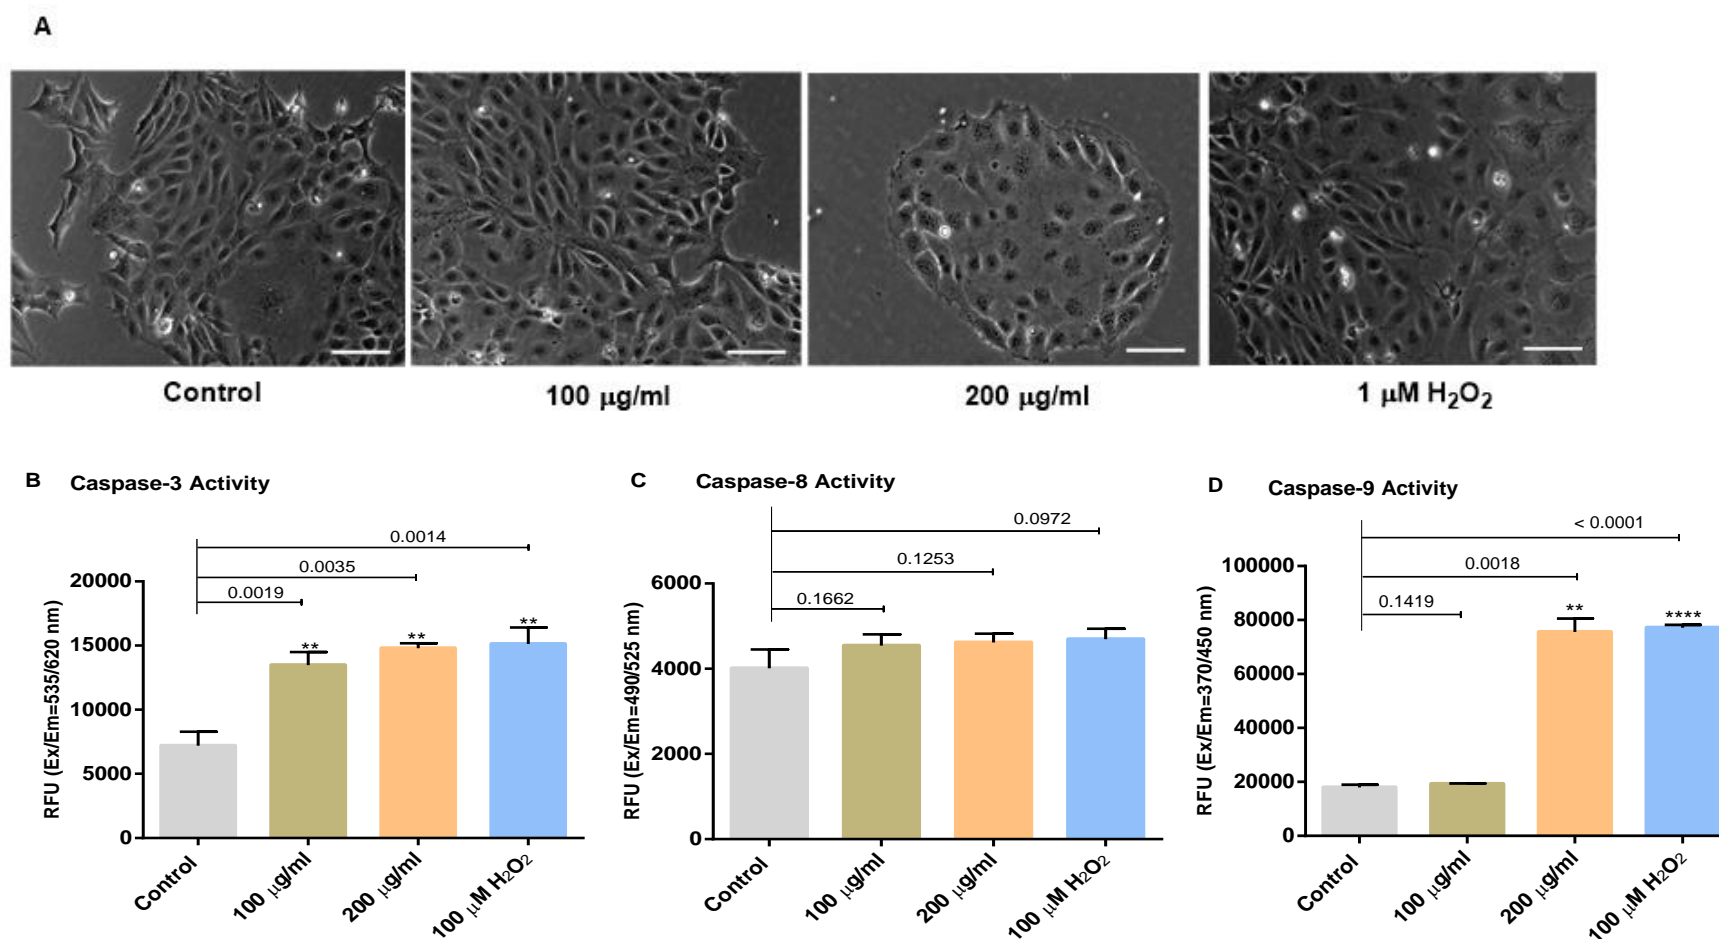 A
Control
100 μg/ml
200 μg/ml
1 μM H₂O₂
B
Caspase-3 Activity
0.0014
0.0035
0.0019
RFU (Ex/Em=535/620 nm)
20000
15000
10000
5000
0
**
**
**
Control
100 μg/ml
200 μg/ml
100 μM H₂O₂
C
Caspase-8 Activity
0.0972
0.1253
0.1662
RFU (Ex/Em=490/525 nm)
6000
4000
2000
0
Control
100 μg/ml
200 μg/ml
100 μM H₂O₂
D
Caspase-9 Activity
< 0.0001
0.0018
0.1419
RFU (Ex/Em=370/450 nm)
100000
80000
60000
40000
20000
0
**
****
Control
100 μg/ml
200 μg/ml
100 μM H₂O₂